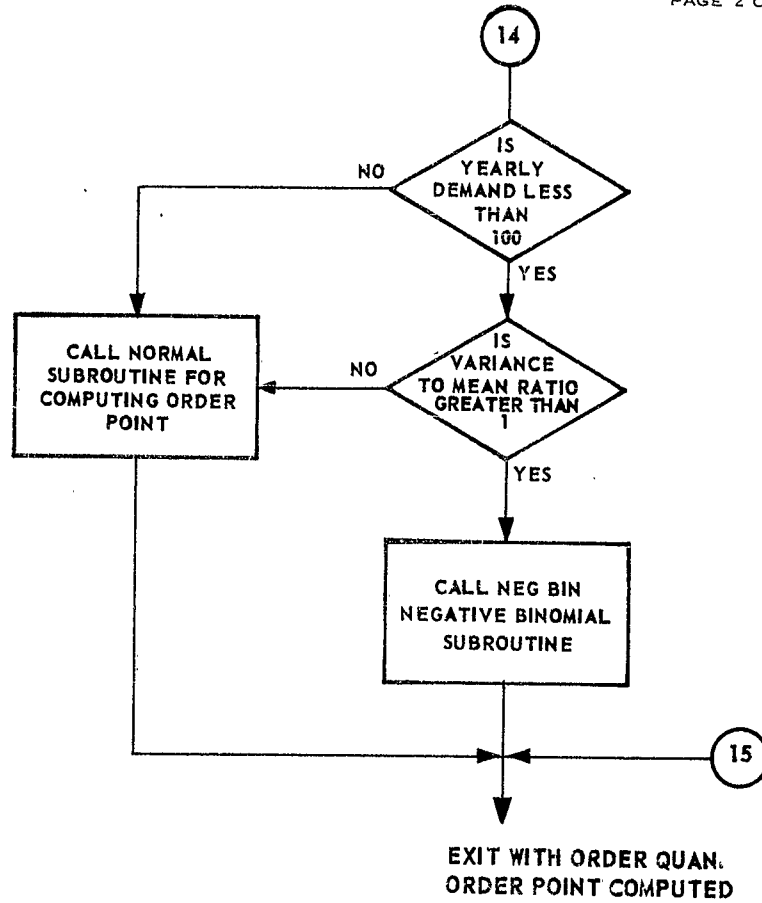 PAGE 2 O
14
IS
YEARLY
DEMAND LESS
THAN
100
NO
YES
CALL NORMAL
SUBROUTINE FOR
COMPUTING ORDER
POINT
NO
IS
VARIANCE
TO MEAN RATIO
GREATER THAN
1
YES
CALL NEG BIN
NEGATIVE BINOMIAL
SUBROUTINE
15
EXIT WITH ORDER QUAN.
ORDER POINT COMPUTED